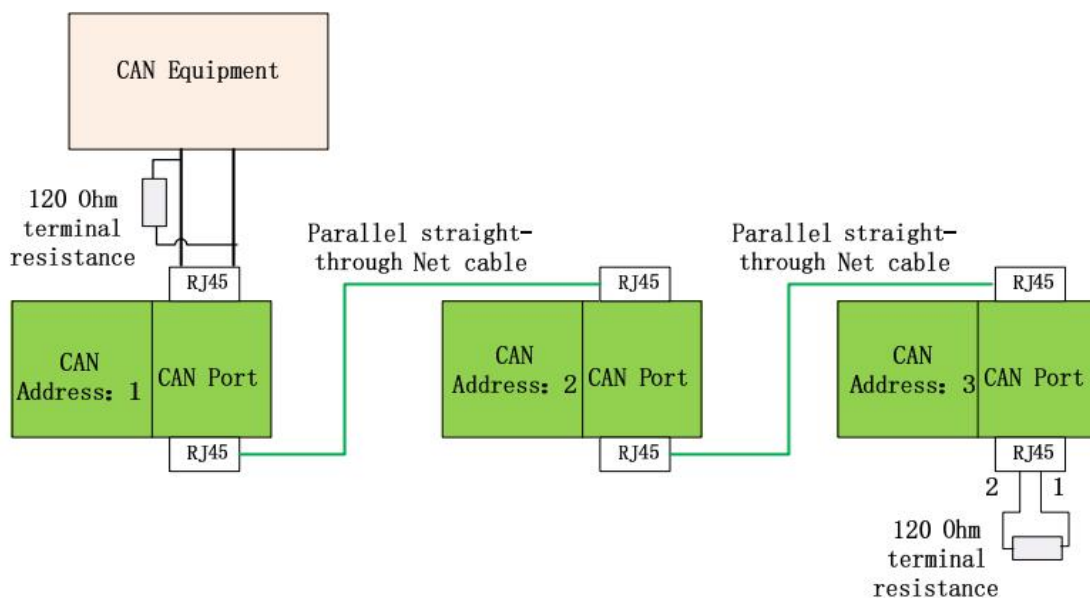 CAN Equipment
120 Ohm
terminal
resistance
Parallel straight-
through Net cable
Parallel straight-
through Net cable
RJ45
RJ45
RJ45
CAN
Address: 1
CAN Port
CAN
Address: 2
CAN Port
CAN
Address: 3
CAN Port
RJ45
RJ45
RJ45
2
1
120 Ohm
terminal
resistance